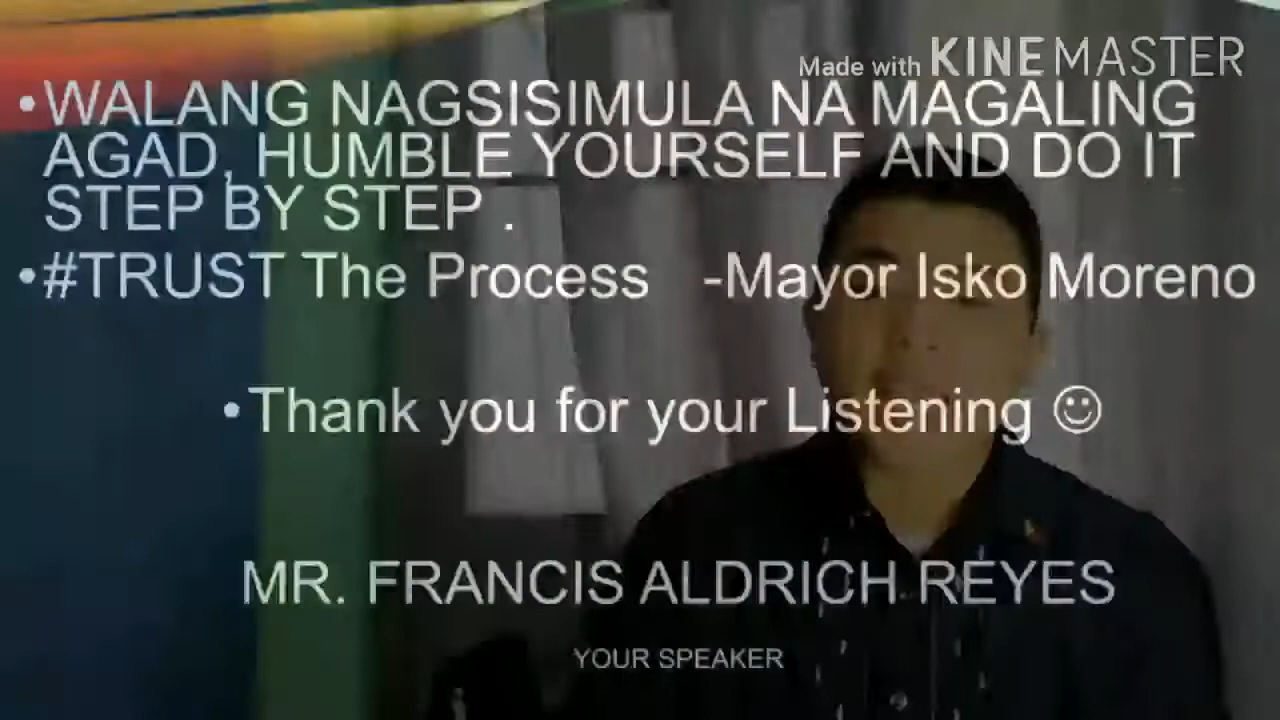 Made with KINEMASTER
•WALANG NAGSISIMULA NA MAGALING
AGAD, HUMBLE YOURSELF AND DO IT
STEP BY STEP .
•#TRUST The Process -Mayor Isko Moreno
•Thank you for your Listening ☺
MR. FRANCIS ALDRICH REYES
YOUR SPEAKER